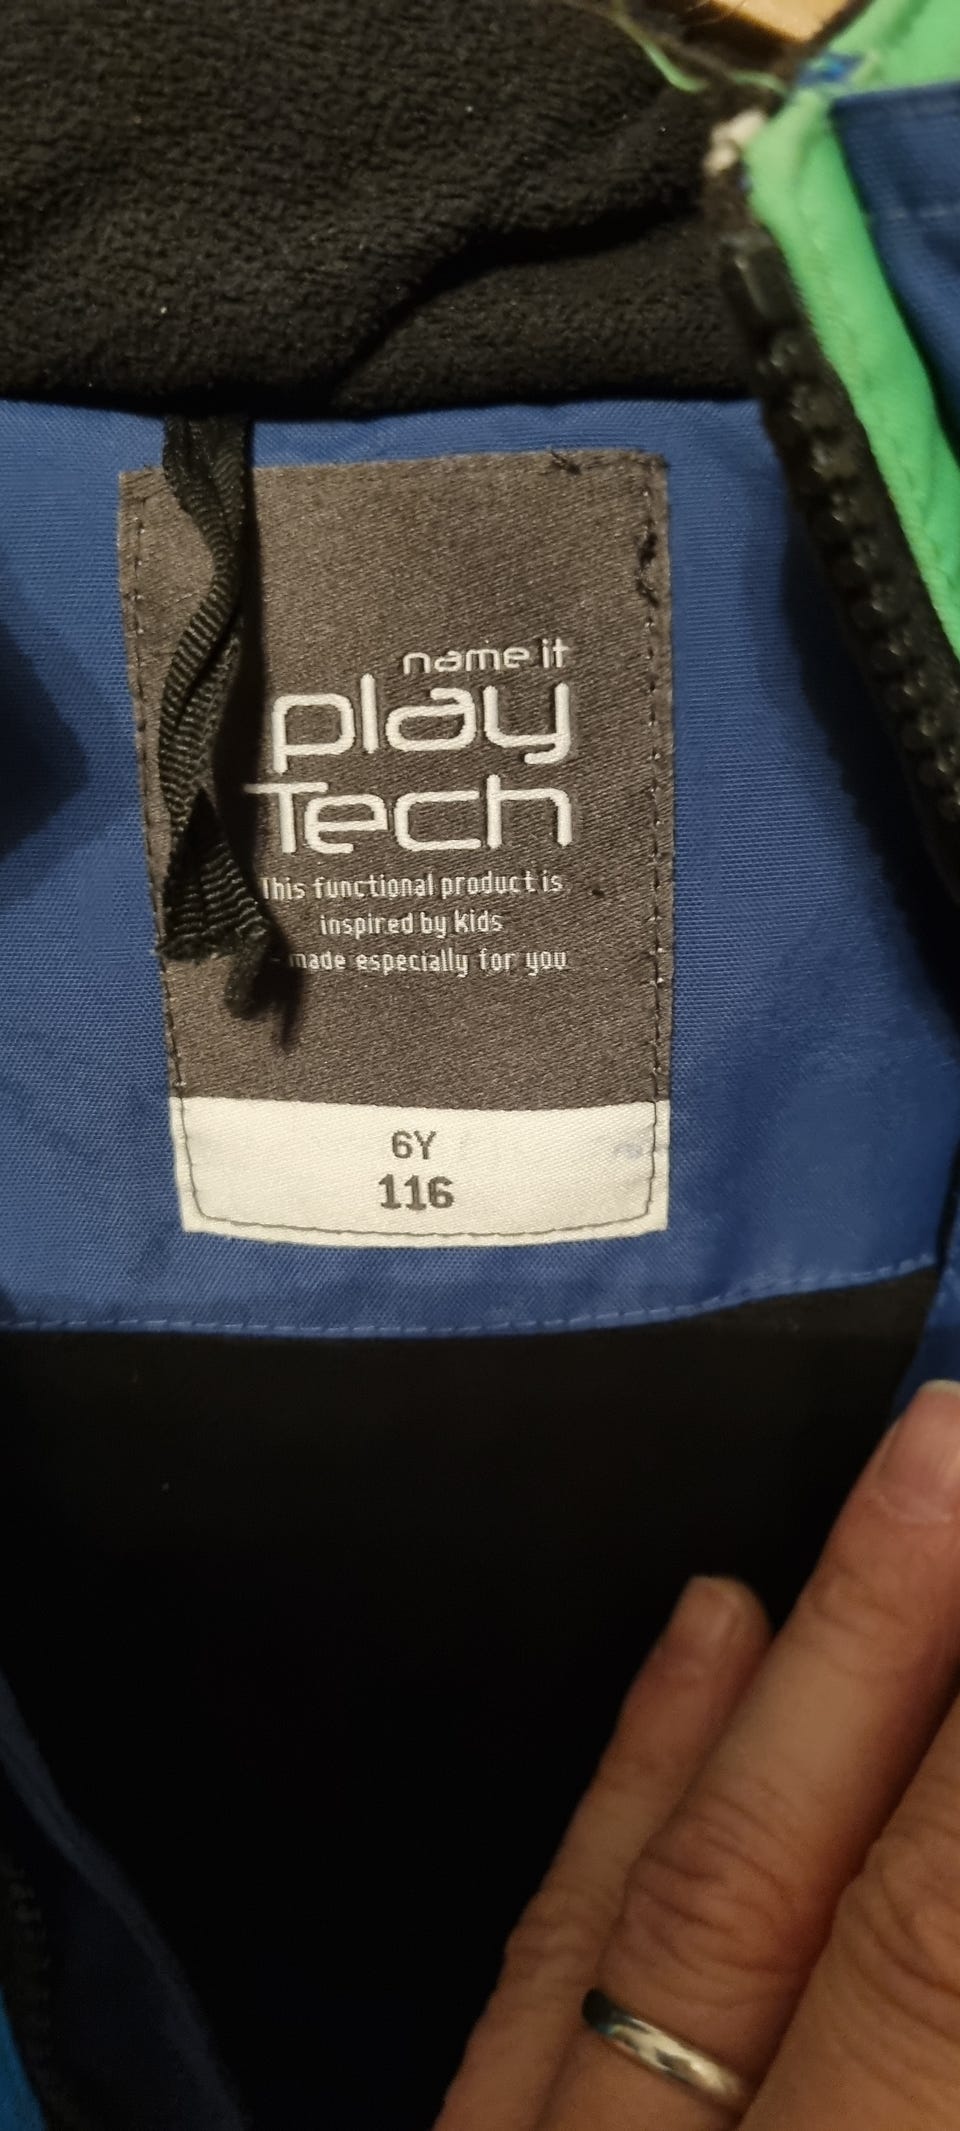 name it
play
Tech
This functional product is
inspired by kids
- made especially for you
6Y
116